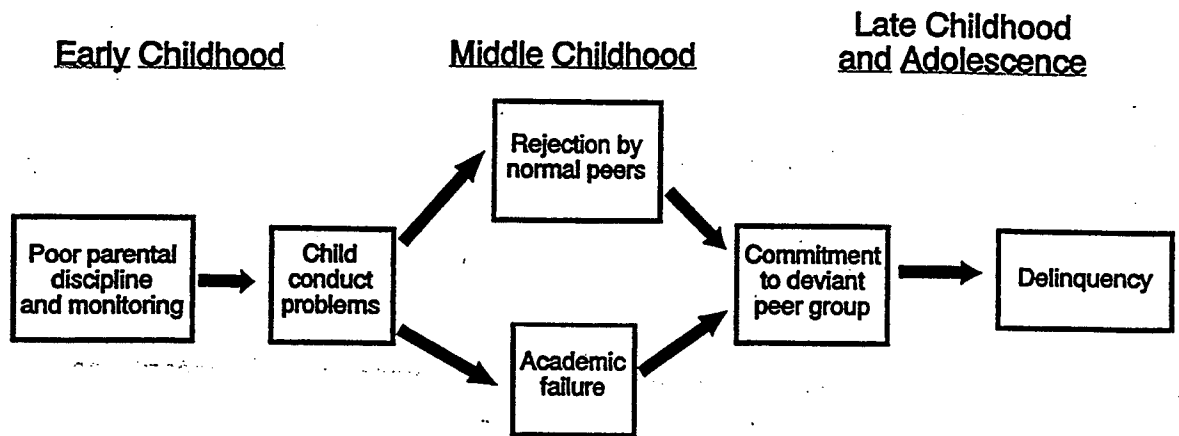 Early Childhood
Middle Childhood
Late Childhood
and Adolescence
Rejection by
normal peers
Poor parental
discipline
and monitoring
Child
conduct
problems
Commitment
to deviant
peer group
Delinquency
Academic
failure